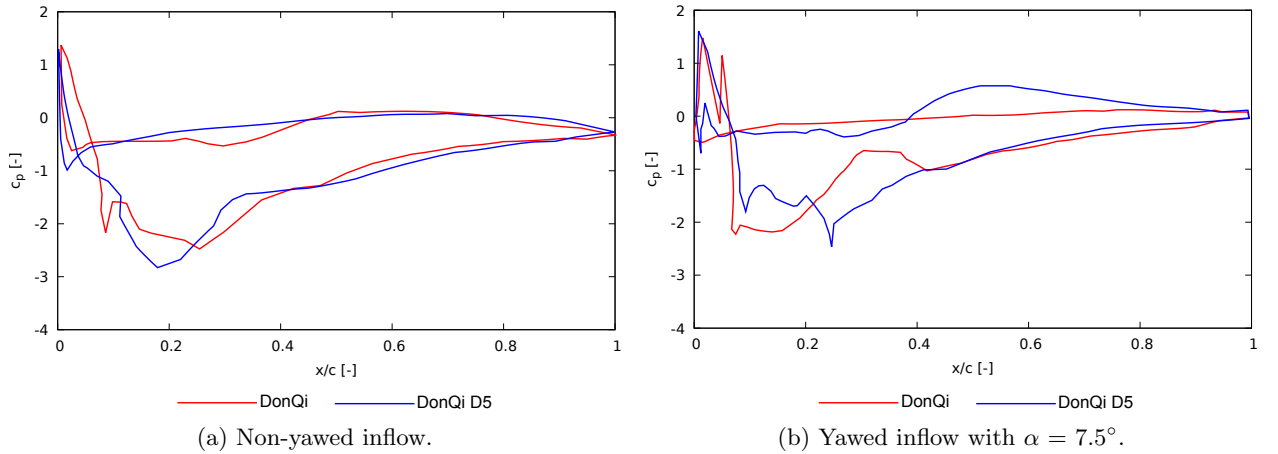 2
1
0
-1
-2
-3
-4
c_p [-]
0 0.2 0.4 0.6 0.8 1
x/c [-]
DonQi DonQi D5
(a) Non-yawed inflow.
2
1
0
-1
-2
-3
-4
c_p [-]
0 0.2 0.4 0.6 0.8 1
x/c [-]
DonQi DonQi D5
(b) Yawed inflow with α = 7.5°.